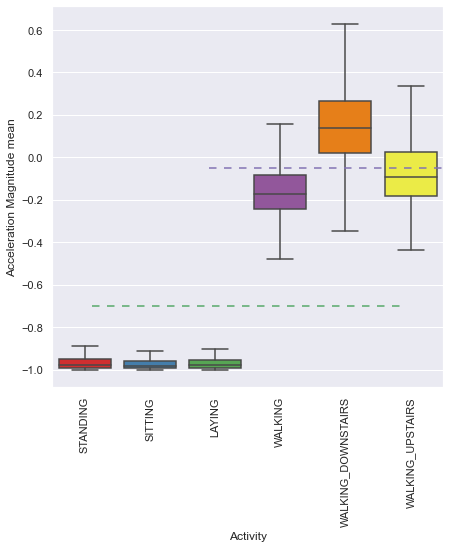 Acceleration Magnitude mean
0.6
0.4
0.2
0.0
−0.2
−0.4
−0.6
−0.8
−1.0
STANDING
SITTING
LAYING
WALKING
WALKING_DOWNSTAIRS
WALKING_UPSTAIRS
Activity